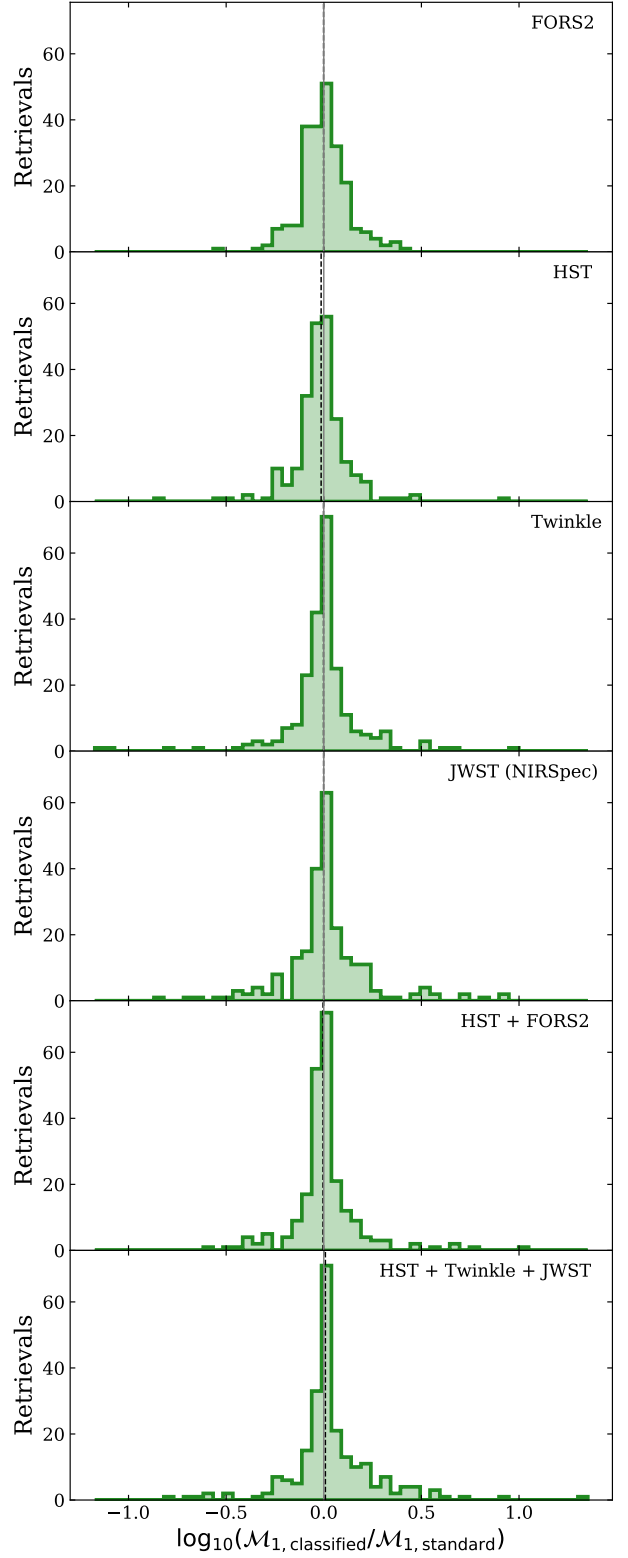 FORS2
60
40
20
0
Retrievals
HST
60
40
20
0
Retrievals
Twinkle
60
40
20
0
Retrievals
JWST (NIRSpec)
60
40
20
0
Retrievals
HST + FORS2
60
40
20
0
Retrievals
HST + Twinkle + JWST
60
40
20
0
Retrievals
−1.0 −0.5 0.0 0.5 1.0
log₁₀(ℳ₁, classified/ℳ₁, standard)